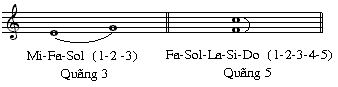 Mi-Fa-Sol (1-2 -3) Fa-Sol-La-Si-Do (1-2-3-4-5)
Quãng 3 Quãng 5